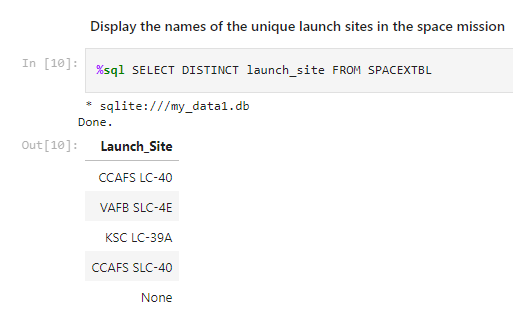 Display the names of the unique launch sites in the space mission
In [10]: %sql SELECT DISTINCT launch_site FROM SPACEXTBL
* sqlite:///my_data1.db
Done.
Out[10]: Launch_Site
CCAFS LC-40
VAFB SLC-4E
KSC LC-39A
CCAFS SLC-40
None